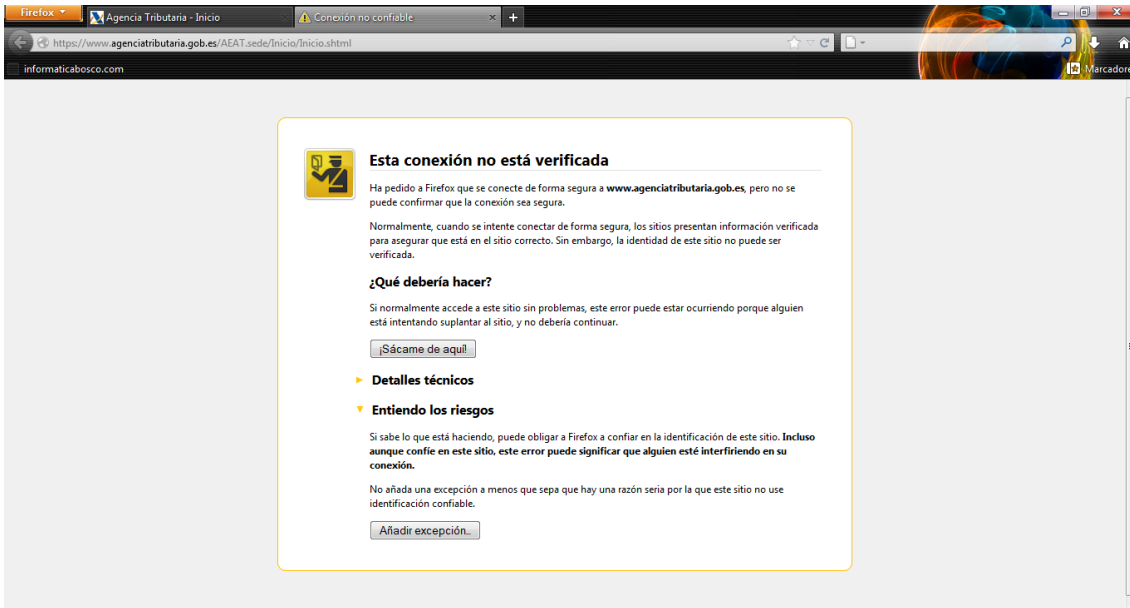 Firefox
Agencia Tributaria - Inicio
Conexión no confiable
https://www.agenciatributaria.gob.es/AEAT.sede/Inicio/Inicio.shtml
informaticabosco.com
Marcadore
Esta conexión no está verificada
Ha pedido a Firefox que se conecte de forma segura a www.agenciatributaria.gob.es, pero no se
puede confirmar que la conexión sea segura.
Normalmente, cuando se intente conectar de forma segura, los sitios presentan información verificada
para asegurar que está en el sitio correcto. Sin embargo, la identidad de este sitio no puede ser
verificada.
¿Qué debería hacer?
Si normalmente accede a este sitio sin problemas, este error puede estar ocurriendo porque alguien
está intentando suplantar al sitio, y no debería continuar.
¡Sácame de aquí!
Detalles técnicos
Entiendo los riesgos
Si sabe lo que está haciendo, puede obligar a Firefox a confiar en la identificación de este sitio. Incluso
aunque confíe en este sitio, este error puede significar que alguien esté interfiriendo en su
conexión.
No añada una excepción a menos que sepa que hay una razón seria por la que este sitio no use
identificación confiable.
Añadir excepción...